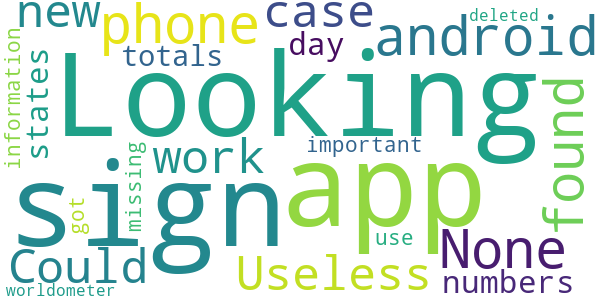 new
phone
case
deleted
android
totals
day
information
states
Looking
found
important
missing
work
sign
app
got
use
None
Could
Useless
numbers
worldometer